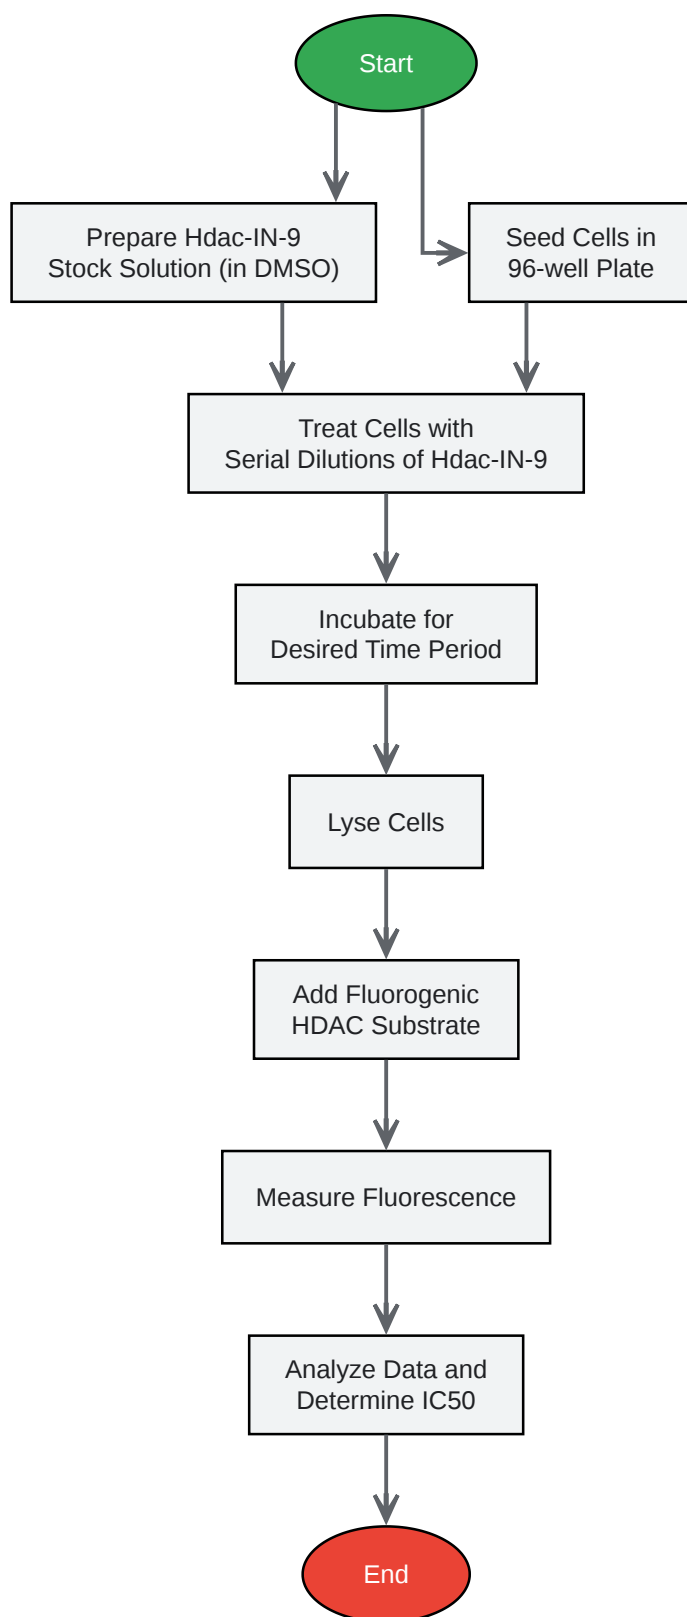 Start
Prepare Hdac-IN-9
Stock Solution (in DMSO)
Seed Cells in
96-well Plate
Treat Cells with
Serial Dilutions of Hdac-IN-9
Incubate for
Desired Time Period
Lyse Cells
Add Fluorogenic
HDAC Substrate
Measure Fluorescence
Analyze Data and
Determine IC50
End